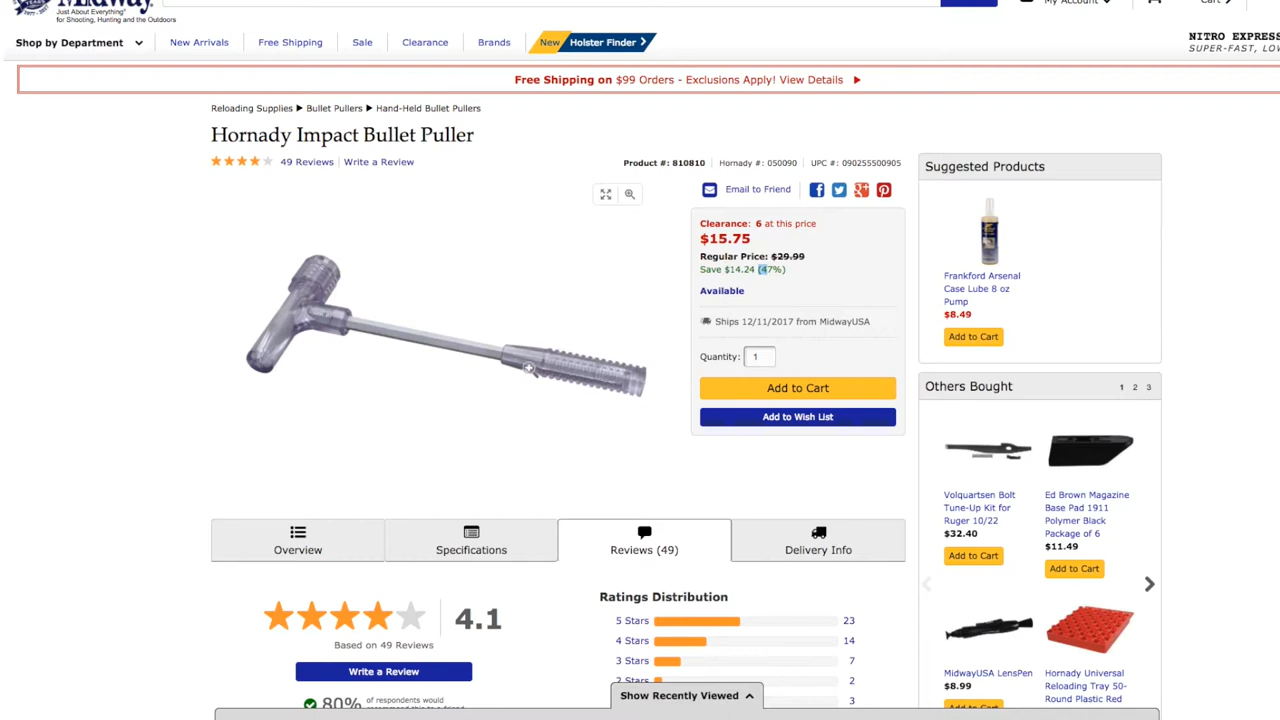 Midway
Just About Everything®
for Shooting, Hunting and the Outdoors
My Account
Cart
Shop by Department
New Arrivals
Free Shipping
Sale
Clearance
Brands
New Holster Finder
NITRO EXPRESS
SUPER-FAST,
Free Shipping on $99 Orders - Exclusions Apply! View Details
Reloading Supplies ▶ Bullet Pullers ▶ Hand-Held Bullet Pullers
Hornady Impact Bullet Puller
49 Reviews | Write a Review
Product #: 810810 | Hornady #: 050090 | UPC #: 090255500905
Email to Friend
Clearance: 6 at this price
$15.75
Regular Price: $29.99
Save $14.24 (47%)
Available
Ships 12/11/2017 from MidwayUSA
Quantity: 1
Add to Cart
Add to Wish List
Suggested Products
Frankford Arsenal
Case Lube 8 oz
Pump
$8.49
Add to Cart
Others Bought
1 2 3
Volquartsen Bolt
Tune-Up Kit for
Ruger 10/22
$32.40
Add to Cart
Ed Brown Magazine
Base Pad 1911
Polymer Black
Package of 6
$11.49
Add to Cart
MidwayUSA LensPen
$8.99
Add to Cart
Hornady Universal
Reloading Tray 50-
Round Plastic Red
Overview
Specifications
Reviews (49)
Delivery Info
4.1
Based on 49 Reviews
Write a Review
80% of respondents would
recommend this to a friend
Ratings Distribution
5 Stars 23
4 Stars 14
3 Stars 7
2 Stars 2
3
Show Recently Viewed